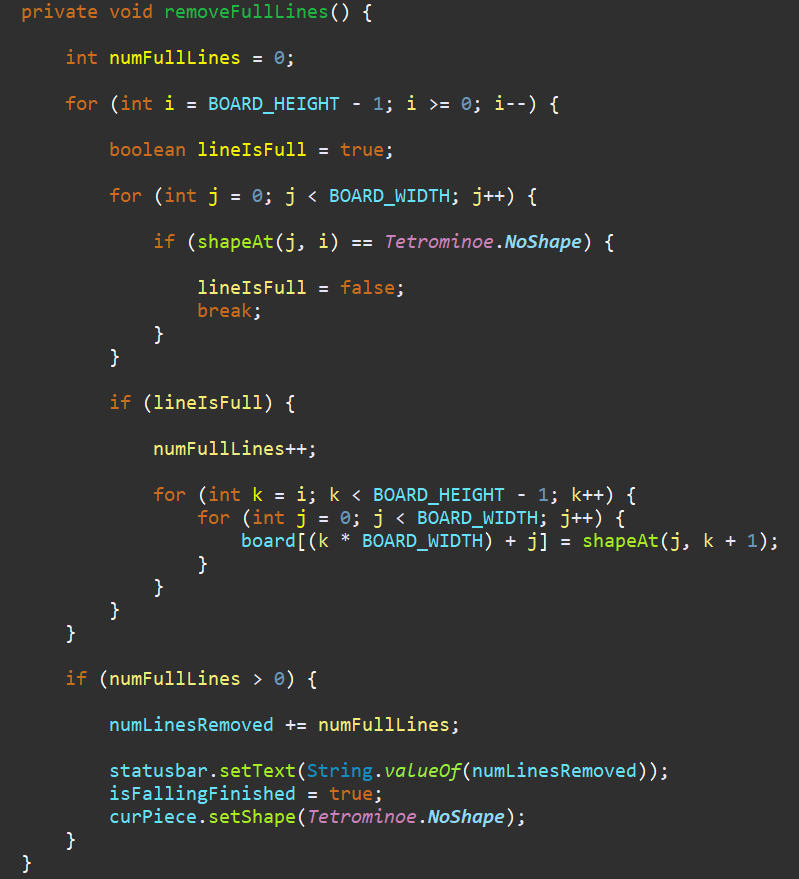 private void removeFullLines() {

    int numFullLines = 0;

    for (int i = BOARD_HEIGHT - 1; i >= 0; i--) {

        boolean lineIsFull = true;

        for (int j = 0; j < BOARD_WIDTH; j++) {

            if (shapeAt(j, i) == Tetrominoe.NoShape) {

                lineIsFull = false;
                break;
            }
        }

        if (lineIsFull) {

            numFullLines++;

            for (int k = i; k < BOARD_HEIGHT - 1; k++) {
                for (int j = 0; j < BOARD_WIDTH; j++) {
                    board[(k * BOARD_WIDTH) + j] = shapeAt(j, k + 1);
                }
            }
        }
    }

    if (numFullLines > 0) {

        numLinesRemoved += numFullLines;

        statusbar.setText(String.valueOf(numLinesRemoved));
        isFallingFinished = true;
        curPiece.setShape(Tetrominoe.NoShape);
    }
}